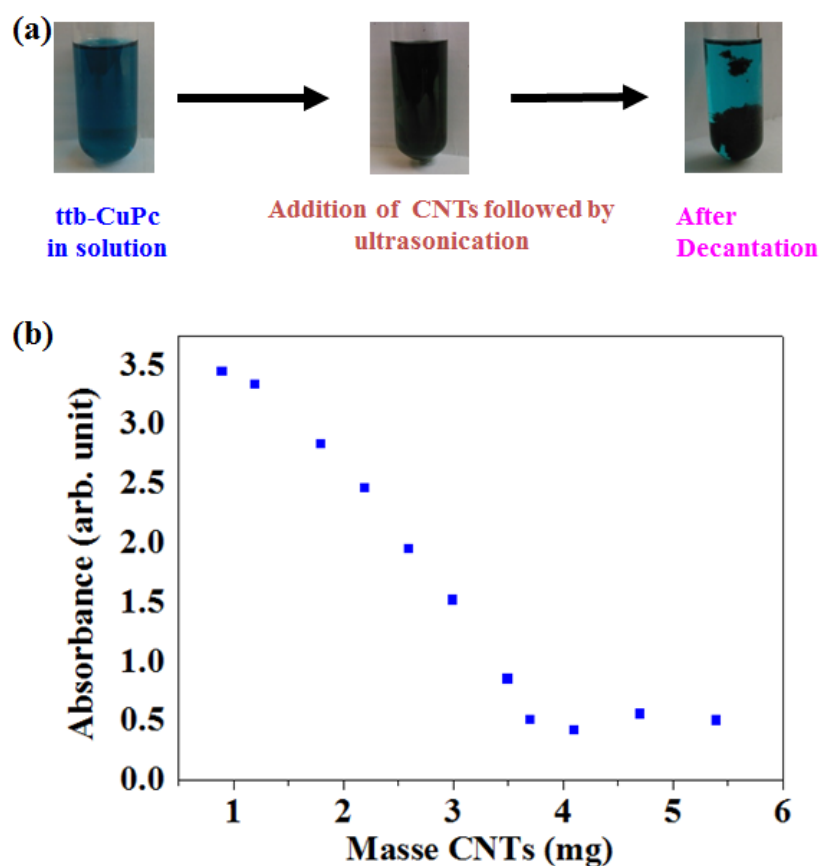 (a)
ttb-CuPc
in solution
Addition of CNTs followed by
ultrasonication
After
Decantation
(b)
Absorbance (arb. unit)
3.5
3.0
2.5
2.0
1.5
1.0
0.5
0.0
1 2 3 4 5 6
Masse CNTs (mg)